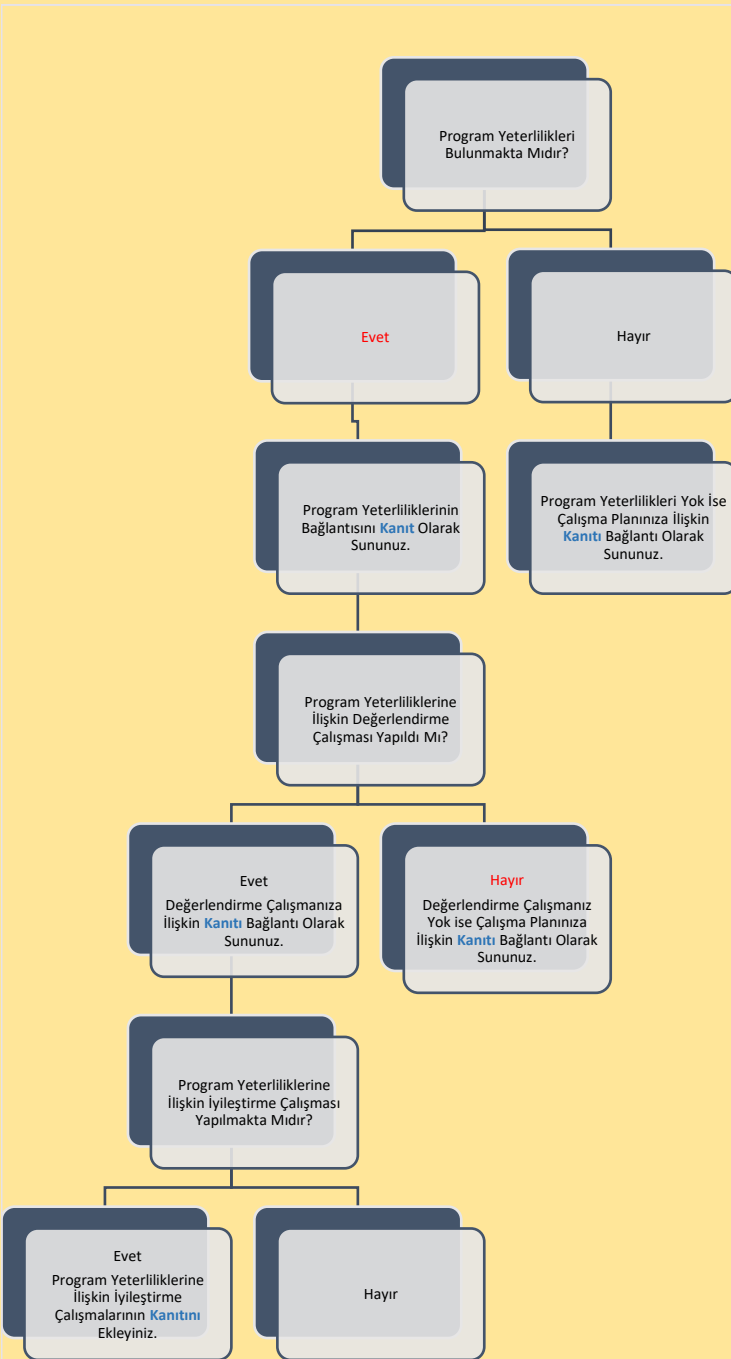 Program Yeterlilikleri
Bulunmakta Mıdır?
Evet
Hayır
Program Yeterliliklerinin
Bağlantısını Kanıt Olarak
Sununuz.
Program Yeterlilikleri Yok İse
Çalışma Planınıza İlişkin
Kanıtı Bağlantı Olarak
Sununuz.
Program Yeterliliklerine
İlişkin Değerlendirme
Çalışması Yapıldı Mı?
Evet
Değerlendirme Çalışmanıza
İlişkin Kanıtı Bağlantı Olarak
Sununuz.
Hayır
Değerlendirme Çalışmanız
Yok ise Çalışma Planınıza
İlişkin Kanıtı Bağlantı Olarak
Sununuz.
Program Yeterliliklerine
İlişkin İyileştirme Çalışması
Yapılmakta Mıdır?
Evet
Program Yeterliliklerine
İlişkin İyileştirme
Çalışmalarının Kanıtını
Ekleyiniz.
Hayır